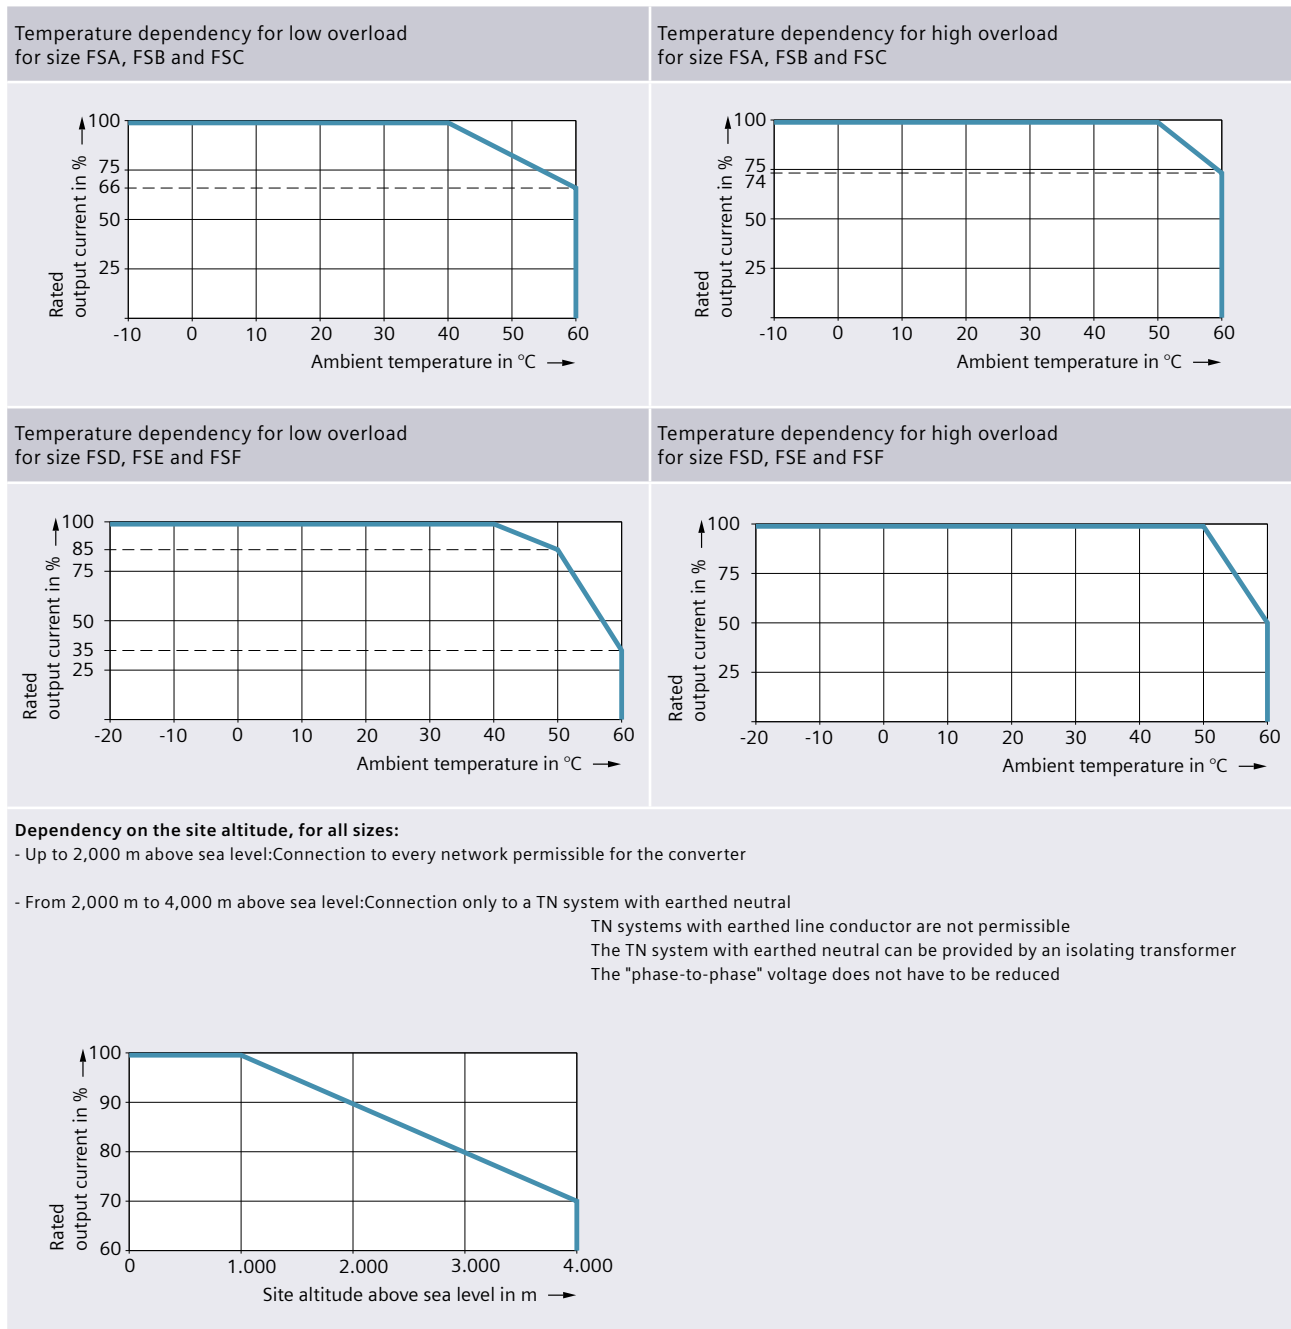 Temperature dependency for low overload
for size FSA, FSB and FSC
Temperature dependency for high overload
for size FSA, FSB and FSC
100
75
66
50
25
Rated
output current in %
-10 0 10 20 30 40 50 60
Ambient temperature in °C
100
75
74
50
25
Rated
output current in %
-10 0 10 20 30 40 50 60
Ambient temperature in °C
Temperature dependency for low overload
for size FSD, FSE and FSF
Temperature dependency for high overload
for size FSD, FSE and FSF
100
85
75
50
35
25
Rated
output current in %
-20 -10 0 10 20 30 40 50 60
Ambient temperature in °C
100
75
50
25
Rated
output current in %
-20 -10 0 10 20 30 40 50 60
Ambient temperature in °C
Dependency on the site altitude, for all sizes:
- Up to 2,000 m above sea level:Connection to every network permissible for the converter
- From 2,000 m to 4,000 m above sea level:Connection only to a TN system with earthed neutral
TN systems with earthed line conductor are not permissible
The TN system with earthed neutral can be provided by an isolating transformer
The "phase-to-phase" voltage does not have to be reduced
100
90
80
70
60
Rated
output current in %
0 1.000 2.000 3.000 4.000
Site altitude above sea level in m